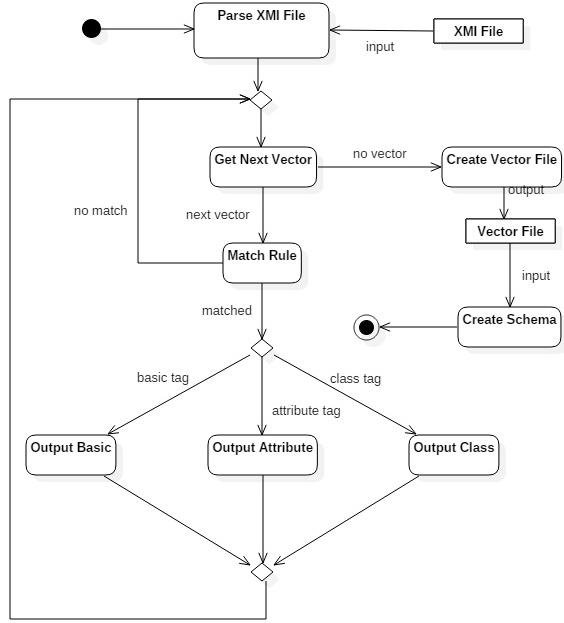 Parse XMI File
XMI File
input
Get Next Vector
no vector
Create Vector File
output
no match
next vector
Vector File
Match Rule
input
matched
Create Schema
basic tag
class tag
attribute tag
Output Basic
Output Attribute
Output Class